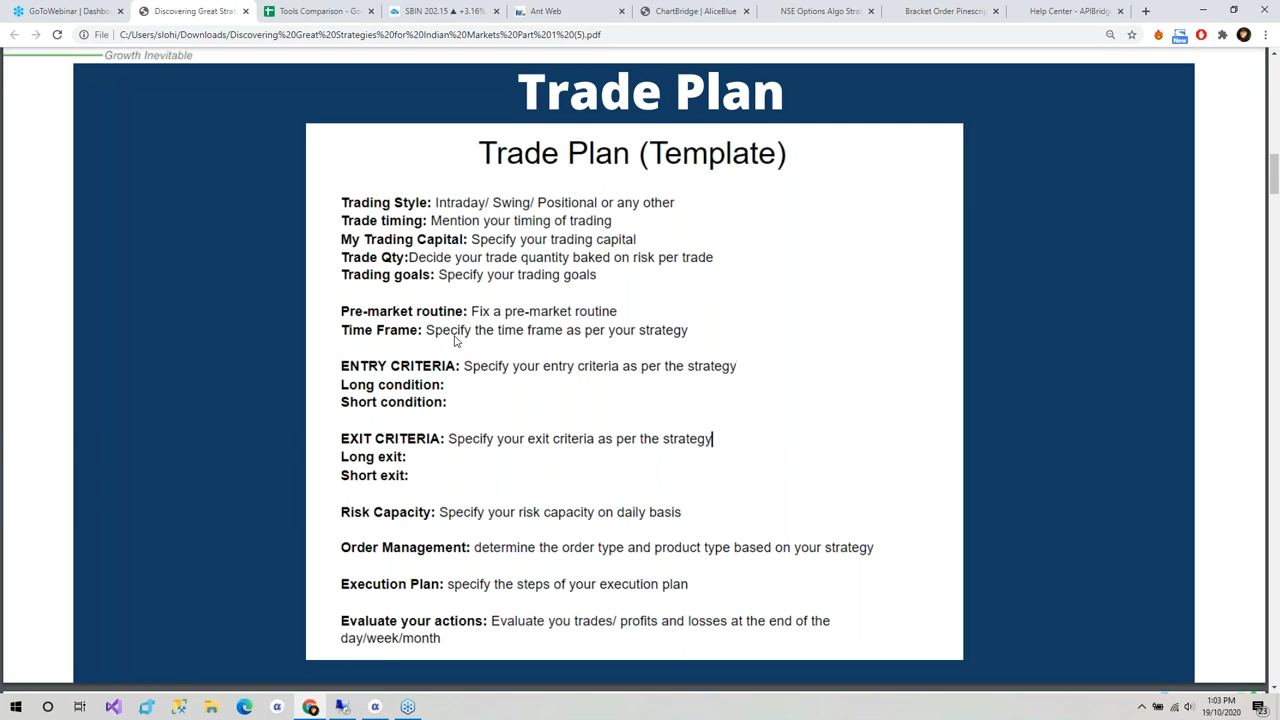 GoToWebinar | Dashbo
Discovering Great Strat
Tools Comparison - Go
SBIN 202.15 ▲ +3.16%
Ant Web
ChartBridge | AliceBlue
NSE Options Algo Strat
Bracket Order Pinescrip
Help Center - APIBridg
File | C:/Users/slohi/Downloads/Discovering%20Great%20Strategies%20for%20Indian%20Markets%20Part%201%20(5).pdf
New
Growth Inevitable
Trade Plan
Trade Plan (Template)
Trading Style: Intraday/ Swing/ Positional or any other
Trade timing: Mention your timing of trading
My Trading Capital: Specify your trading capital
Trade Qty:Decide your trade quantity baked on risk per trade
Trading goals: Specify your trading goals
Pre-market routine: Fix a pre-market routine
Time Frame: Specify the time frame as per your strategy
ENTRY CRITERIA: Specify your entry criteria as per the strategy
Long condition:
Short condition:
EXIT CRITERIA: Specify your exit criteria as per the strategy
Long exit:
Short exit:
Risk Capacity: Specify your risk capacity on daily basis
Order Management: determine the order type and product type based on your strategy
Execution Plan: specify the steps of your execution plan
Evaluate your actions: Evaluate you trades/ profits and losses at the end of the
day/week/month
1:03 PM
19/10/2020
23